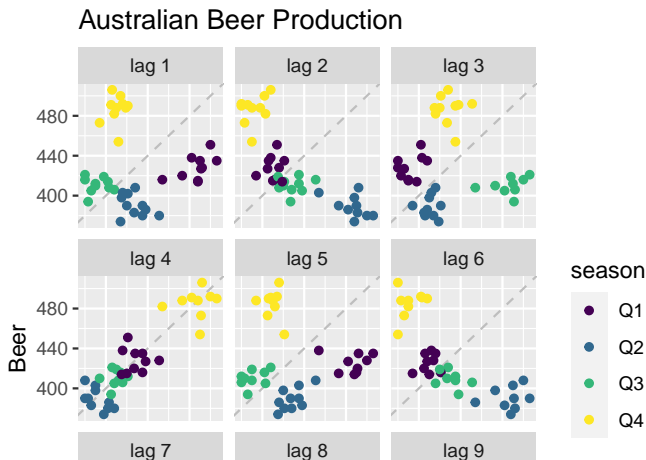 Australian Beer Production
lag 1 lag 2 lag 3
480
440
400
lag 4 lag 5 lag 6
480
440
400
Beer
lag 7 lag 8 lag 9
season
Q1
Q2
Q3
Q4